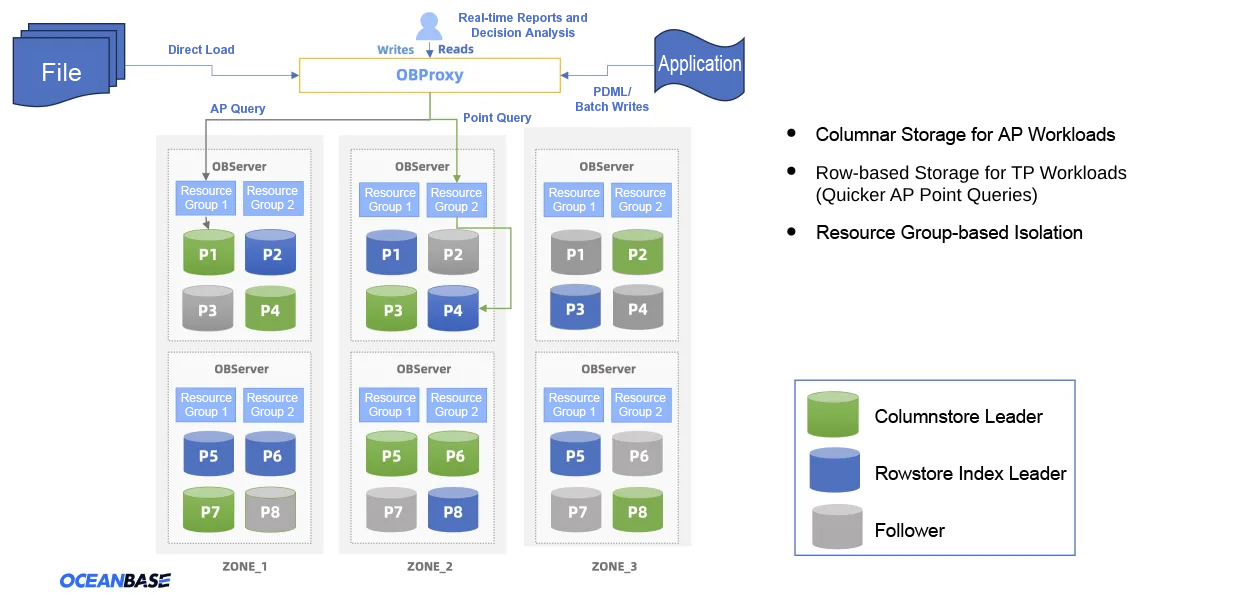 Real-time Reports and
Decision Analysis
Direct Load
Writes
Reads
File
OBProxy
Application
PDML/
Batch Writes
AP Query
Point Query
OBServer
Resource
Group 1
Resource
Group 2
P1
P2
P3
P4
OBServer
Resource
Group 1
Resource
Group 2
P1
P2
P3
P4
OBServer
Resource
Group 1
Resource
Group 2
P1
P2
P3
P4
OBServer
Resource
Group 1
Resource
Group 2
P5
P6
P7
P8
OBServer
Resource
Group 1
Resource
Group 2
P5
P6
P7
P8
OBServer
Resource
Group 1
Resource
Group 2
P5
P6
P7
P8
ZONE_1
ZONE_2
ZONE_3
● Columnar Storage for AP Workloads
● Row-based Storage for TP Workloads
(Quicker AP Point Queries)
● Resource Group-based Isolation
Columnstore Leader
Rowstore Index Leader
Follower
OCEANBASE